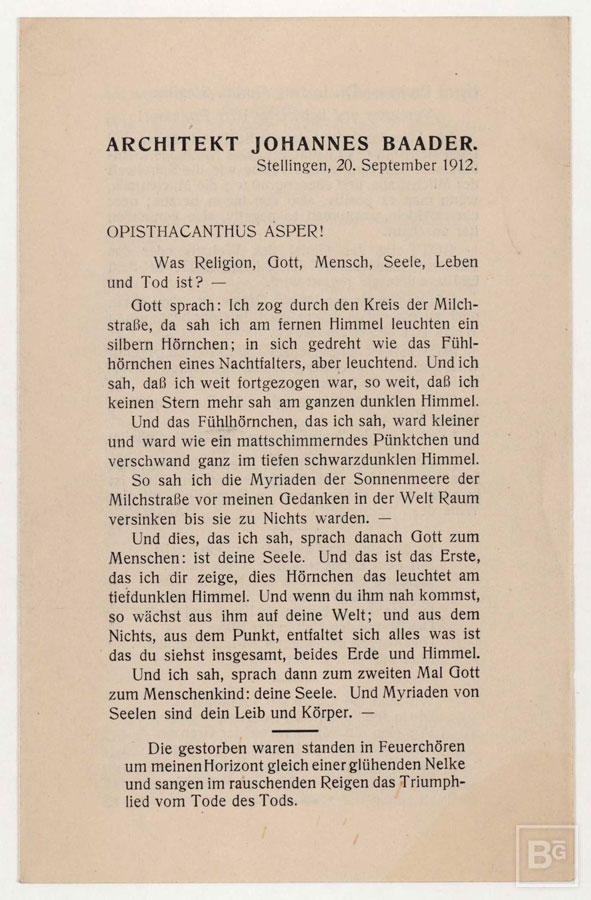 ARCHITEKT JOHANNES BAADER.
Stellingen, 20. September 1912.
OPISTHACANTHUS ASPER!
Was Religion, Gott, Mensch, Seele, Leben
und Tod ist? —
Gott sprach: Ich zog durch den Kreis der Milch-
straße, da sah ich am fernen Himmel leuchten ein
silbern Hörnchen; in sich gedreht wie das Fühl-
hörnchen eines Nachtfalters, aber leuchtend. Und ich
sah, daß ich weit fortgezogen war, so weit, daß ich
keinen Stern mehr sah am ganzen dunklen Himmel.
Und das Fühlhörnchen, das ich sah, ward kleiner
und ward wie ein mattschimmerndes Pünktchen und
verschwand ganz im tiefen schwarzdunklen Himmel.
So sah ich die Myriaden der Sonnenmeere der
Milchstraße vor meinen Gedanken in der Welt Raum
versinken bis sie zu Nichts warden. —
Und dies, das ich sah, sprach danach Gott zum
Menschen: ist deine Seele. Und das ist das Erste,
das ich dir zeige, dies Hörnchen das leuchtet am
tiefdunklen Himmel. Und wenn du ihm nah kommst,
so wächst aus ihm auf deine Welt; und aus dem
Nichts, aus dem Punkt, entfaltet sich alles was ist
das du siehst insgesamt, beides Erde und Himmel.
Und ich sah, sprach dann zum zweiten Mal Gott
zum Menschenkind: deine Seele. Und Myriaden von
Seelen sind dein Leib und Körper. —
Die gestorben waren standen in Feuerchören
um meinen Horizont gleich einer glühenden Nelke
und sangen im rauschenden Reigen das Triumph-
lied vom Tode des Tods.
BG